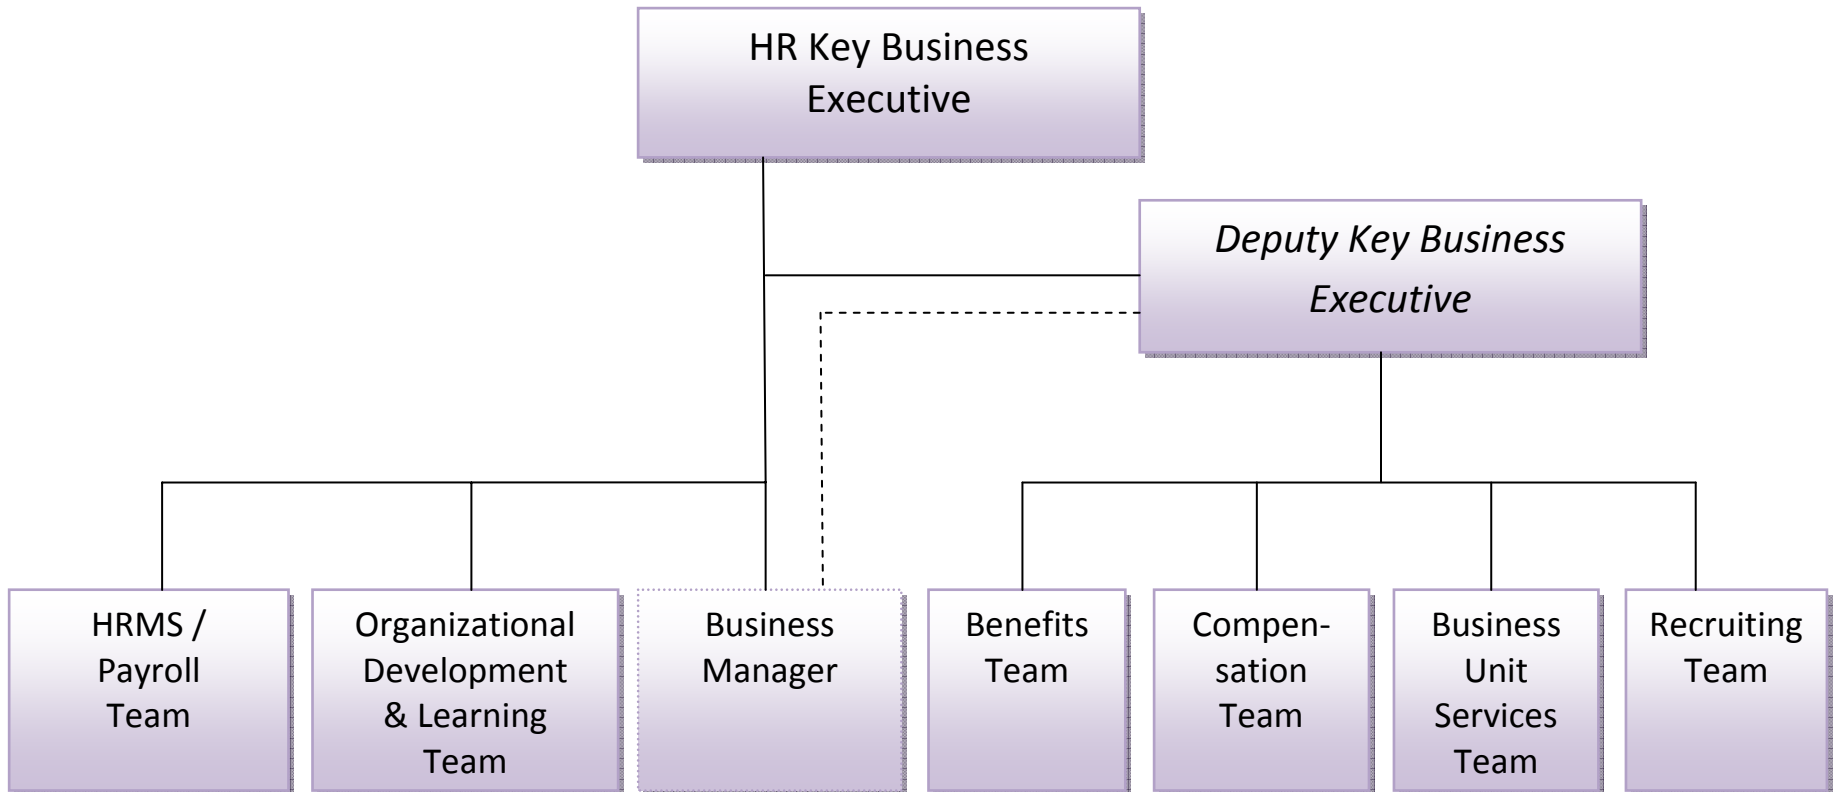 HR Key Business
Executive
Deputy Key Business
Executive
HRMS /
Payroll
Team
Organizational
Development
& Learning
Team
Business
Manager
Benefits
Team
Compen-
sation
Team
Business
Unit
Services
Team
Recruiting
Team